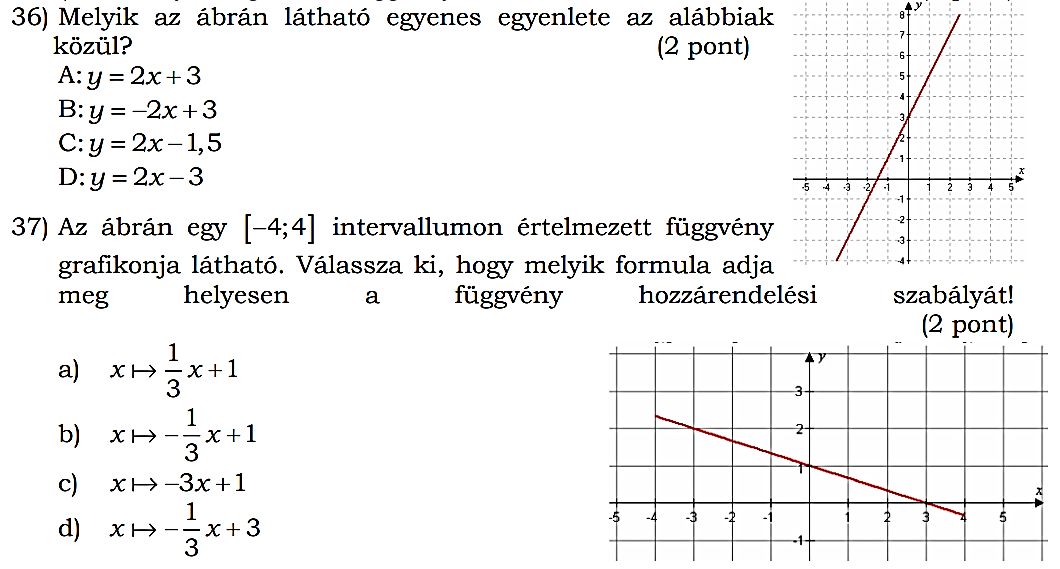 36) Melyik az ábrán látható egyenes egyenlete az alábbiak
közül? (2 pont)
A: y = 2x + 3
B: y = −2x + 3
C: y = 2x − 1,5
D: y = 2x − 3
y
8
7
6
5
4
3
2
1
x
-5 -4 -3 -2 -1 1 2 3 4 5
-1
-2
-3
-4
37) Az ábrán egy [−4;4] intervallumon értelmezett függvény
grafikonja látható. Válassza ki, hogy melyik formula adja
meg helyesen a függvény hozzárendelési szabályát!
(2 pont)
a) x ↦ 1/3 x + 1
b) x ↦ −1/3 x + 1
c) x ↦ −3x + 1
d) x ↦ −1/3 x + 3
y
3
2
1
x
-5 -4 -3 -2 -1 1 2 3 4 5
-1